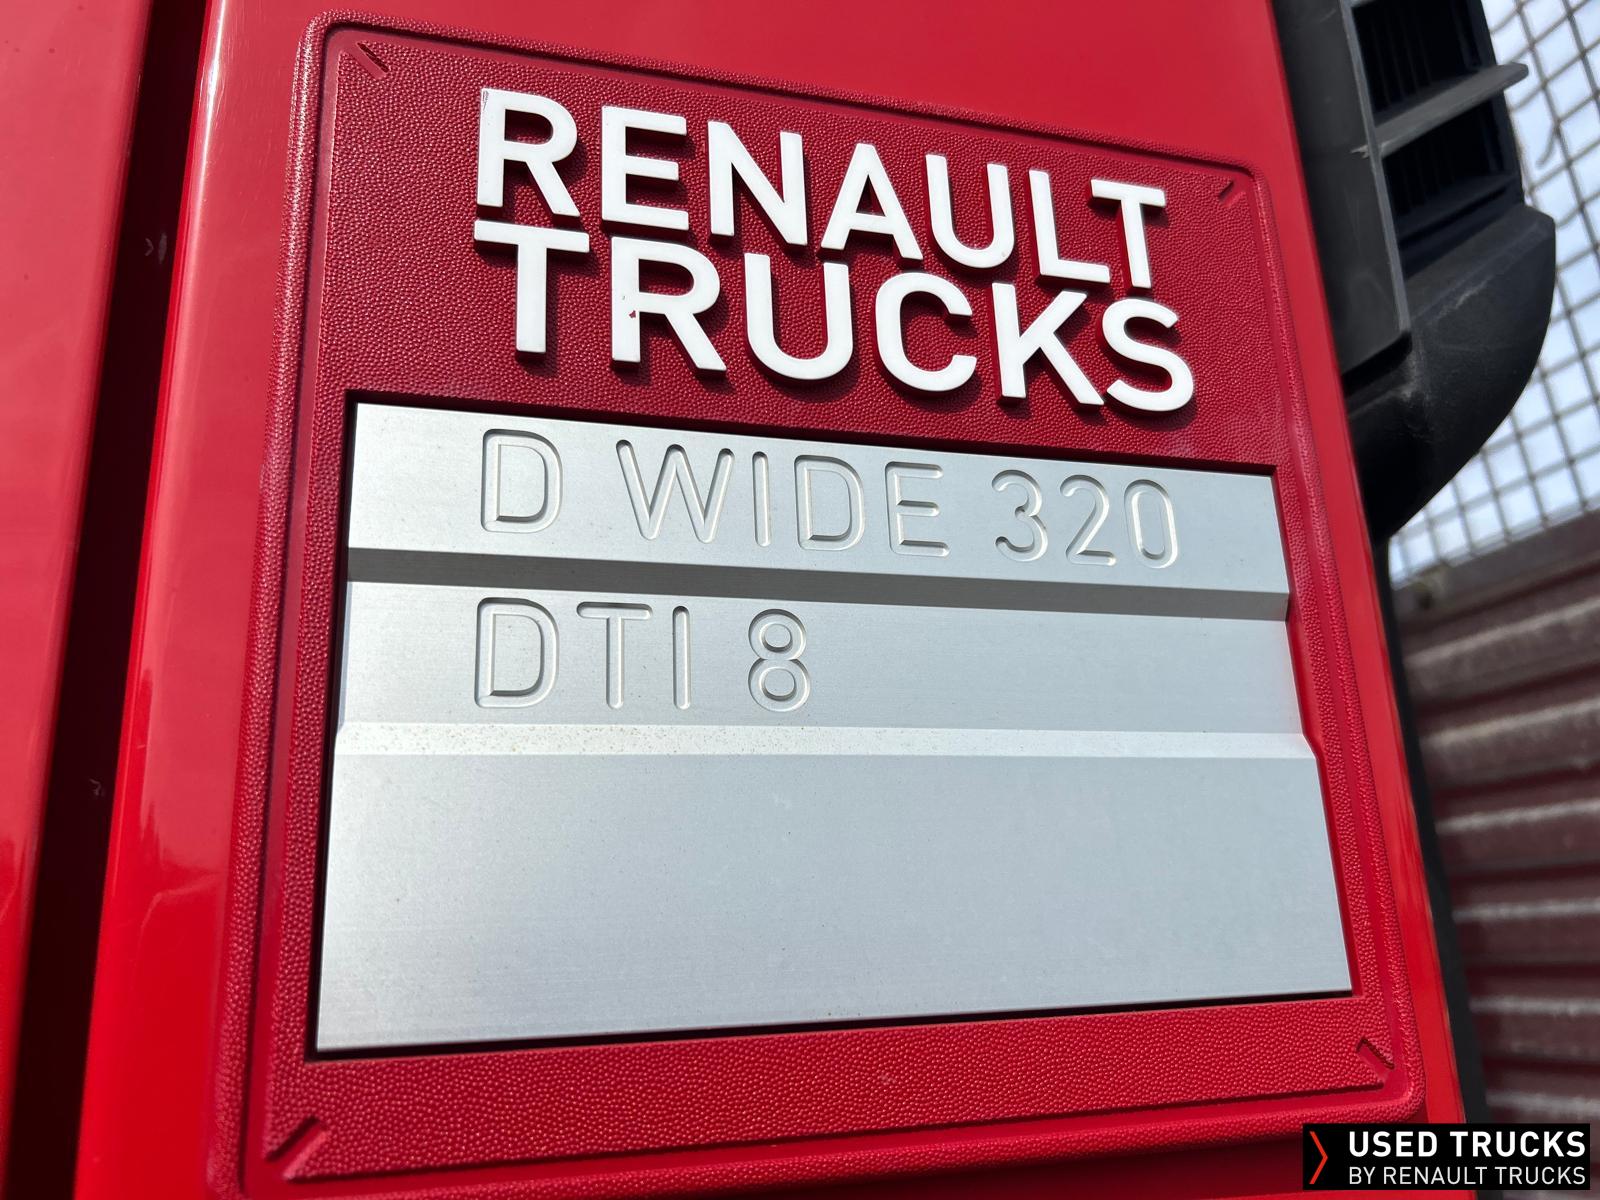 RENAULT
TRUCKS
D WIDE 320
DTI 8
USED TRUCKS
BY RENAULT TRUCKS